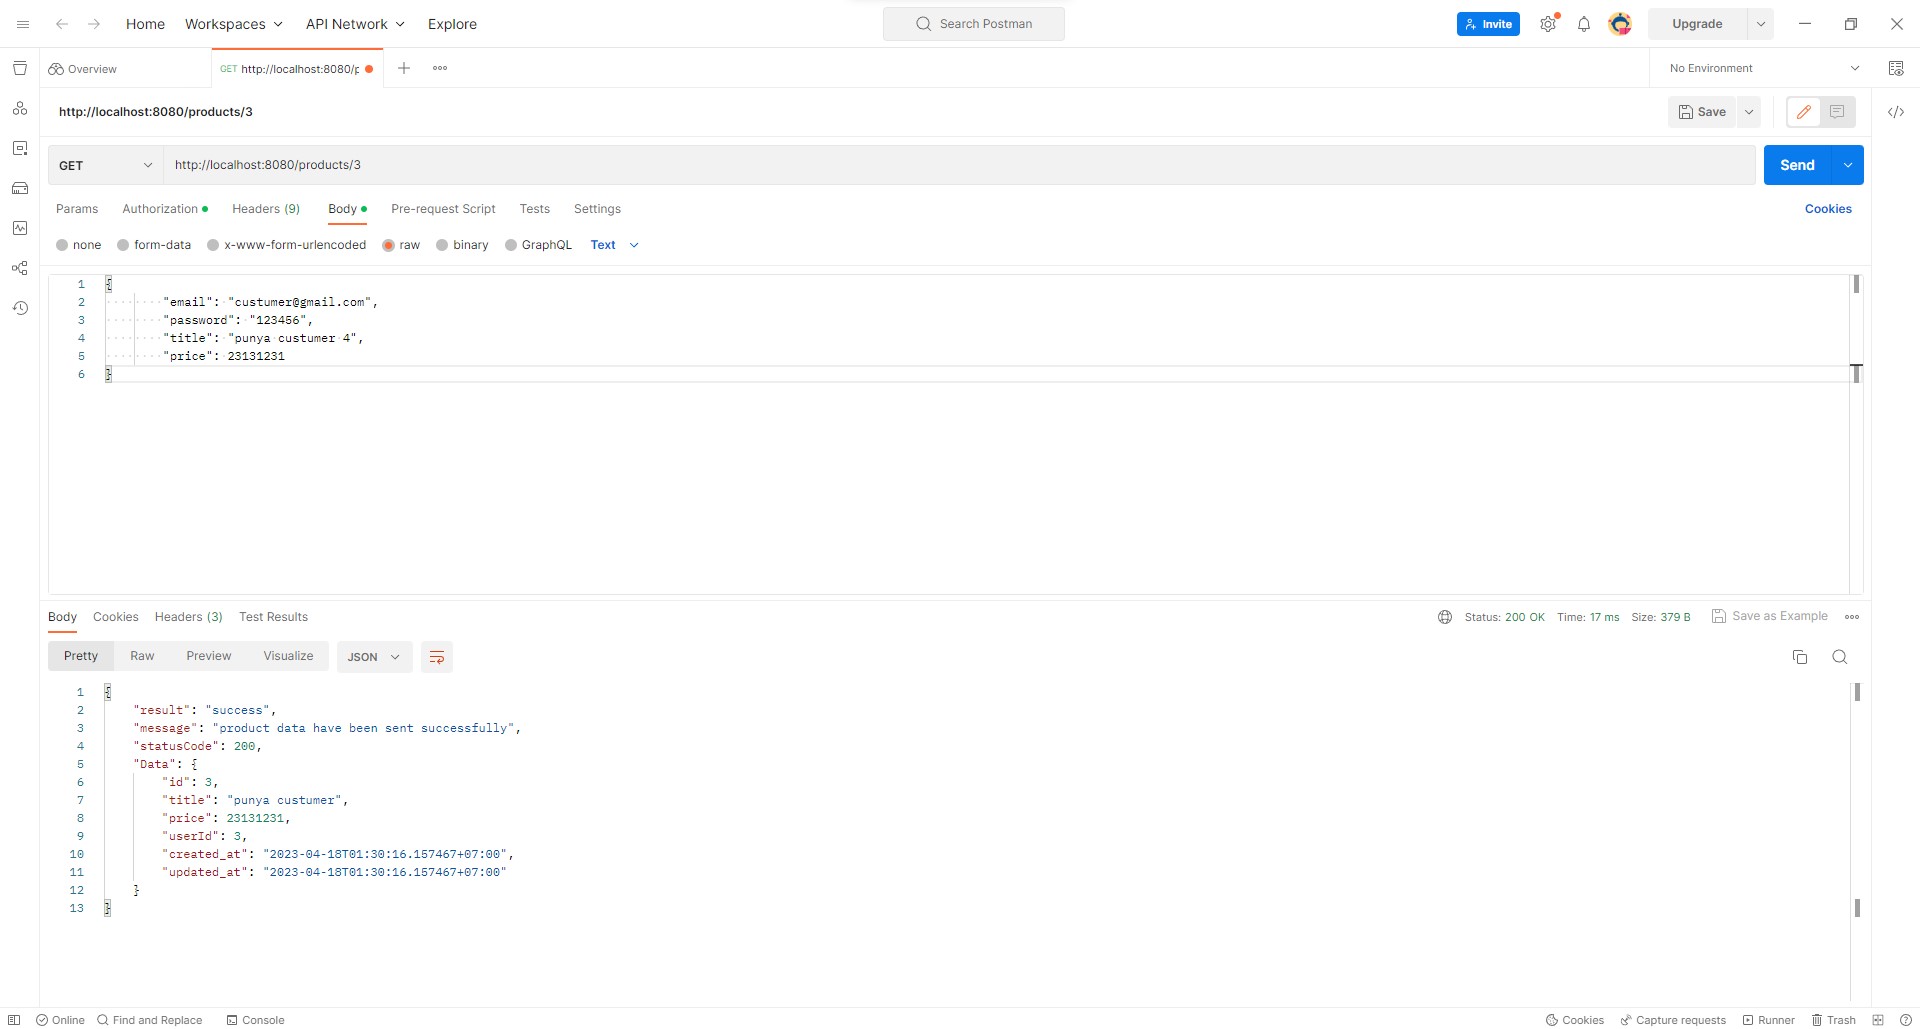 Home Workspaces API Network Explore Search Postman Invite Upgrade
Overview GET http://localhost:8080/p No Environment
http://localhost:8080/products/3 Save
GET http://localhost:8080/products/3 Send
Params Authorization Headers (9) Body Pre-request Script Tests Settings Cookies
none form-data x-www-form-urlencoded raw binary GraphQL Text
1 {
2 "email": "custumer@gmail.com",
3 "password": "123456",
4 "title": "punya custumer 4",
5 "price": 23131231
6 }
Body Cookies Headers (3) Test Results Status: 200 OK Time: 17 ms Size: 379 B Save as Example
Pretty Raw Preview Visualize JSON
1 {
2 "result": "success",
3 "message": "product data have been sent successfully",
4 "statusCode": 200,
5 "Data": {
6 "id": 3,
7 "title": "punya custumer",
8 "price": 23131231,
9 "userId": 3,
10 "created_at": "2023-04-18T01:30:16.157467+07:00",
11 "updated_at": "2023-04-18T01:30:16.157467+07:00"
12 }
13 }
Online Find and Replace Console Cookies Capture requests Runner Trash